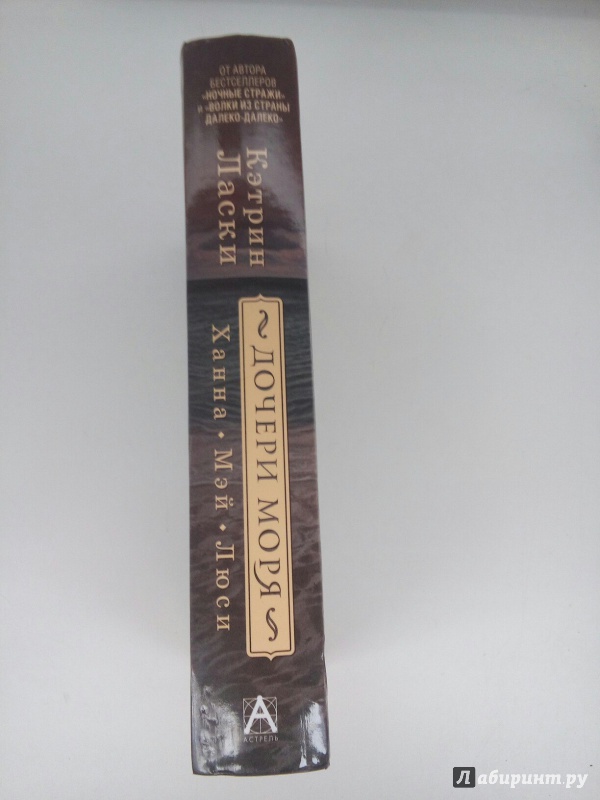 ОТ АВТОРА
БЕСТСЕЛЛЕРОВ
«НОЧНЫЕ СТРАЖИ»
и «ВОЛКИ ИЗ СТРАНЫ
ДАЛЕКО-ДАЛЕКО»
Кэтрин
Ласки
ДОЧЕРИ МОРЯ
Ханна • Мэй • Люси
АСТРЕЛЬ
Лабиринт.ру